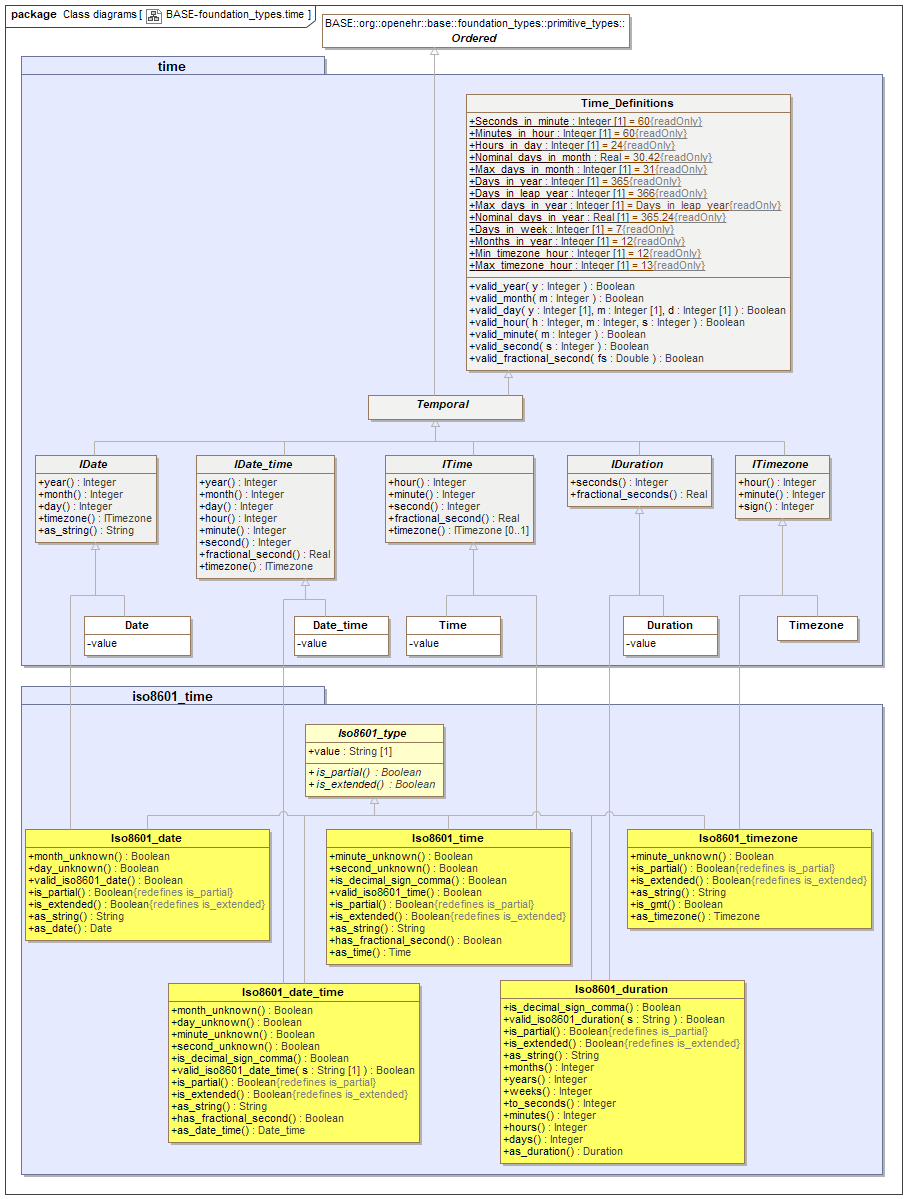 package Class diagrams [ BASE-foundation_types.time ]
BASE::org::openehr::base::foundation_types::primitive_types::
Ordered
time
Time_Definitions
+Seconds_in_minute : Integer [1] = 60{readOnly}
+Minutes_in_hour : Integer [1] = 60{readOnly}
+Hours_in_day : Integer [1] = 24{readOnly}
+Nominal_days_in_month : Real = 30.42{readOnly}
+Max_days_in_month : Integer [1] = 31{readOnly}
+Days_in_year : Integer [1] = 365{readOnly}
+Days_in_leap_year : Integer [1] = 366{readOnly}
+Max_days_in_year : Integer [1] = Days_in_leap_year{readOnly}
+Nominal_days_in_year : Real [1] = 365.24{readOnly}
+Days_in_week : Integer [1] = 7{readOnly}
+Months_in_year : Integer [1] = 12{readOnly}
+Min_timezone_hour : Integer [1] = 12{readOnly}
+Max_timezone_hour : Integer [1] = 13{readOnly}
+valid_year( y : Integer ) : Boolean
+valid_month( m : Integer ) : Boolean
+valid_day( y : Integer [1], m : Integer [1], d : Integer [1] ) : Boolean
+valid_hour( h : Integer, m : Integer, s : Integer ) : Boolean
+valid_minute( m : Integer ) : Boolean
+valid_second( s : Integer ) : Boolean
+valid_fractional_second( fs : Double ) : Boolean
Temporal
IDate
+year() : Integer
+month() : Integer
+day() : Integer
+timezone() : ITimezone
+as_string() : String
IDate_time
+year() : Integer
+month() : Integer
+day() : Integer
+hour() : Integer
+minute() : Integer
+second() : Integer
+fractional_second() : Real
+timezone() : ITimezone
ITime
+hour() : Integer
+minute() : Integer
+second() : Integer
+fractional_second() : Real
+timezone() : ITimezone [0..1]
IDuration
+seconds() : Integer
+fractional_seconds() : Real
ITimezone
+hour() : Integer
+minute() : Integer
+sign() : Integer
Date
-value
Date_time
-value
Time
-value
Duration
-value
Timezone
iso8601_time
Iso8601_type
+value : String [1]
+is_partial() : Boolean
+is_extended() : Boolean
Iso8601_date
+month_unknown() : Boolean
+day_unknown() : Boolean
+valid_iso8601_date() : Boolean
+is_partial() : Boolean{redefines is_partial}
+is_extended() : Boolean{redefines is_extended}
+as_string() : String
+as_date() : Date
Iso8601_time
+minute_unknown() : Boolean
+second_unknown() : Boolean
+is_decimal_sign_comma() : Boolean
+valid_iso8601_time() : Boolean
+is_partial() : Boolean{redefines is_partial}
+is_extended() : Boolean{redefines is_extended}
+as_string() : String
+has_fractional_second() : Boolean
+as_time() : Time
Iso8601_timezone
+minute_unknown() : Boolean
+is_partial() : Boolean{redefines is_partial}
+is_extended() : Boolean{redefines is_extended}
+as_string() : String
+is_gmt() : Boolean
+as_timezone() : Timezone
Iso8601_date_time
+month_unknown() : Boolean
+day_unknown() : Boolean
+minute_unknown() : Boolean
+second_unknown() : Boolean
+is_decimal_sign_comma() : Boolean
+valid_iso8601_date_time( s : String [1] ) : Boolean
+is_partial() : Boolean{redefines is_partial}
+is_extended() : Boolean{redefines is_extended}
+as_string() : String
+has_fractional_second() : Boolean
+as_date_time() : Date_time
Iso8601_duration
+is_decimal_sign_comma() : Boolean
+valid_iso8601_duration( s : String ) : Boolean
+is_partial() : Boolean{redefines is_partial}
+is_extended() : Boolean{redefines is_extended}
+as_string() : String
+months() : Integer
+years() : Integer
+weeks() : Integer
+to_seconds() : Integer
+minutes() : Integer
+hours() : Integer
+days() : Integer
+as_duration() : Duration